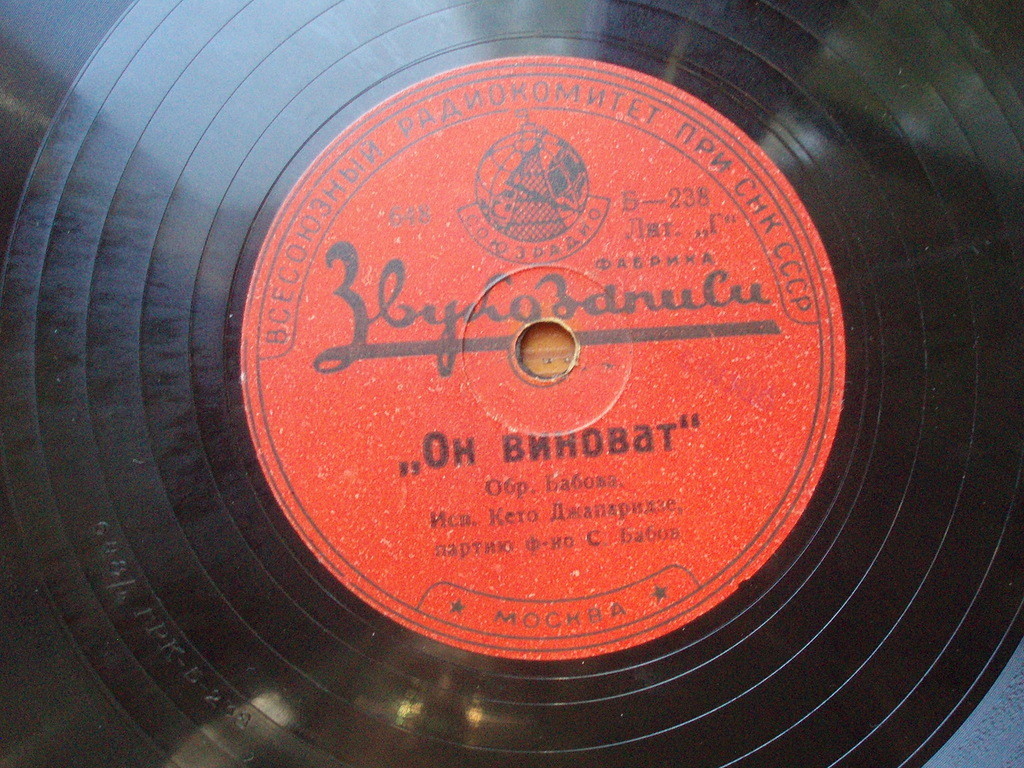 ВСЕСОЮЗНЫЙ РАДИОКОМИТЕТ ПРИ СНК СССР
СОЮЗРАДИО
648 Б—238
Лит. „Г"
ФАБРИКА
Звукозаписи
„Он виноват"
Обр. Бабова,
Исп. Кето Джапаридзе,
партию ф-но С. Бабов
МОСКВА